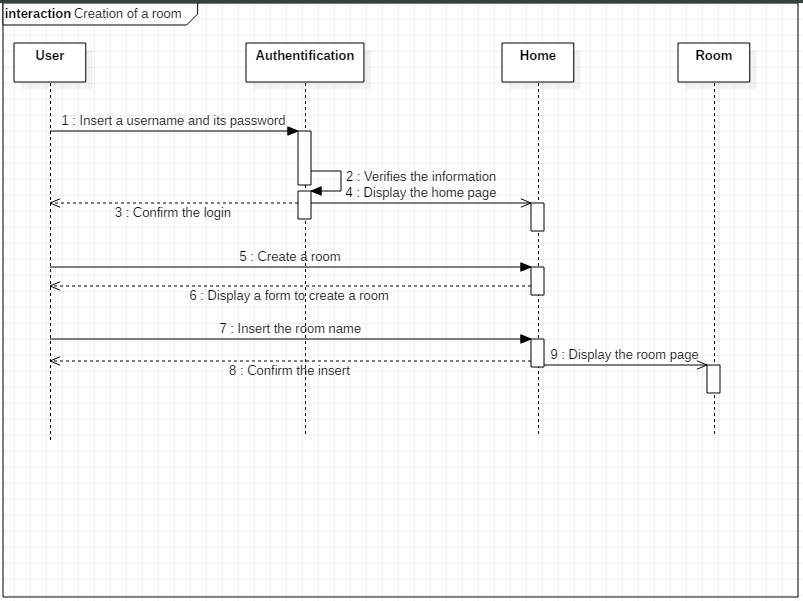 interaction Creation of a room
User
Authentification
Home
Room
1 : Insert a username and its password
2 : Verifies the information
4 : Display the home page
3 : Confirm the login
5 : Create a room
6 : Display a form to create a room
7 : Insert the room name
9 : Display the room page
8 : Confirm the insert